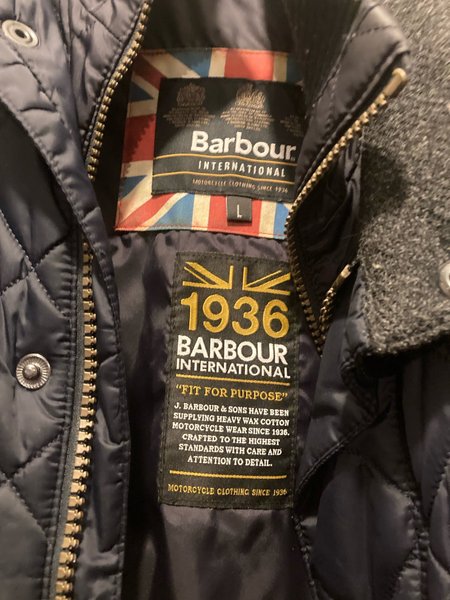 Barbour
INTERNATIONAL
MOTORCYCLE CLOTHING SINCE 1936
L
1936
BARBOUR
INTERNATIONAL
"FIT FOR PURPOSE"
J. BARBOUR & SONS HAVE BEEN
SUPPLYING HEAVY WAX COTTON
MOTORCYCLE WEAR SINCE 1936.
CRAFTED TO THE HIGHEST
STANDARDS WITH CARE AND
ATTENTION TO DETAIL.
MOTORCYCLE CLOTHING SINCE 1936